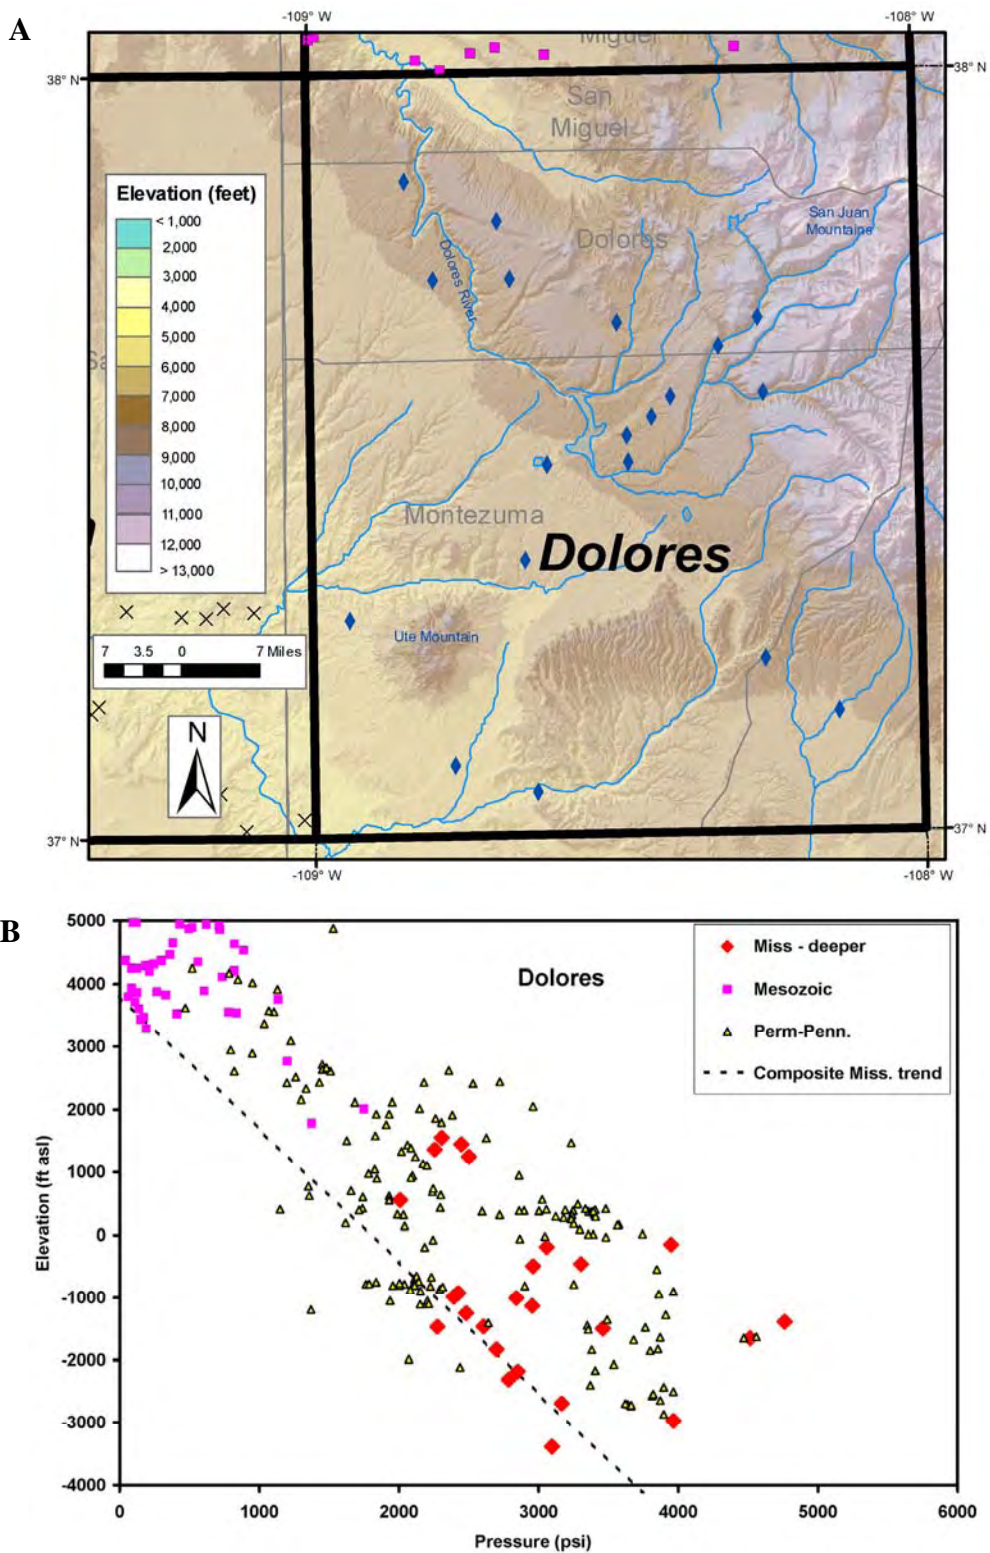 A
-109° W
-108° W
Miguel
38° N
38° N
San
Miguel
Elevation (feet)
< 1,000
2,000
3,000
4,000
5,000
6,000
7,000
8,000
9,000
10,000
11,000
12,000
> 13,000
San Juan
Mountains
Dolores
Dolores River
Sa
Montezuma
Dolores
Ute Mountain
7 3.5 0 7 Miles
N
37° N
37° N
-109° W
-108° W
B
5000
4000
3000
2000
1000
0
-1000
-2000
-3000
-4000
Elevation (ft asl)
Dolores
Miss - deeper
Mesozoic
Perm-Penn.
Composite Miss. trend
0 1000 2000 3000 4000 5000 6000
Pressure (psi)